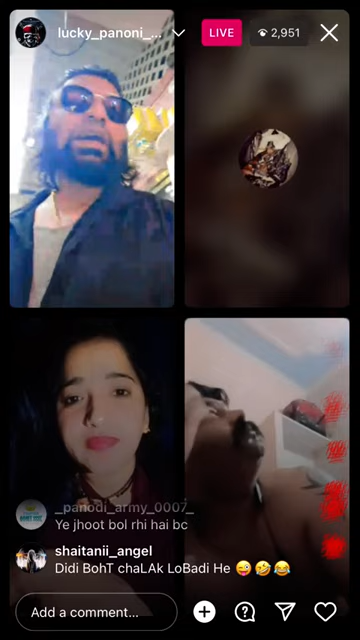 lucky_panoni_...
LIVE
2,951
_panodi_army_0007_
Ye jhoot bol rhi hai bc
shaitanii_angel
Didi BohT chaLAk LoBadi He 😜🤣😂
Add a comment...